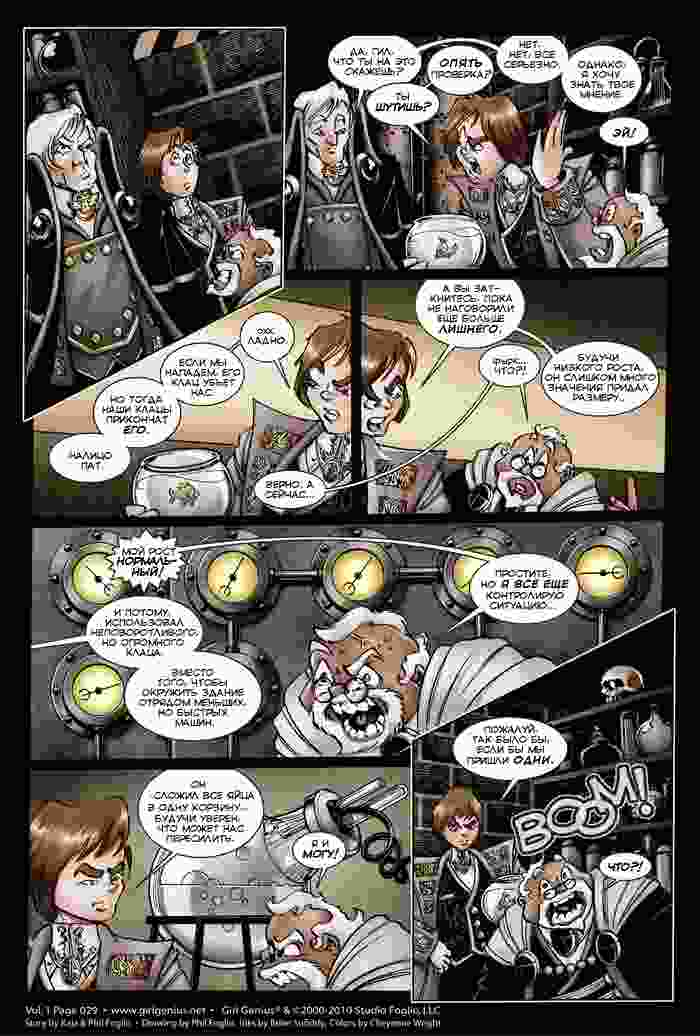 ДА, ГИЛ,
ЧТО ТЫ НА ЭТО
СКАЖЕШЬ?
ОПЯТЬ
ПРОВЕРКА?
ТЫ
ШУТИШЬ?
НЕТ,
НЕТ, ВСЕ
СЕРЬЕЗНО.
ОДНАКО,
Я ХОЧУ
ЗНАТЬ ТВОЕ
МНЕНИЕ.
ЭЙ!
ОХХ,
ЛАДНО.
ЕСЛИ МЫ
НАПАДЕМ, ЕГО
КЛАЦ УБЬЕТ
НАС.
НО ТОГДА
НАШИ КЛАЦЫ
ПРИКОНЧАТ
ЕГО.
НАЛИЦО
ПАТ.
ВЕРНО, А
СЕЙЧАС...
А ВЫ ЗАТ-
КНИТЕСЬ, ПОКА
НЕ НАГОВОРИЛИ
ЕЩЕ БОЛЬШЕ
ЛИШНЕГО.
ФЫРК...
ЧТО?!
БУДУЧИ
НИЗКОГО РОСТА,
ОН СЛИШКОМ МНОГО
ЗНАЧЕНИЯ ПРИДАЛ
РАЗМЕРУ...
МОЙ РОСТ
НОРМАЛЬ-
НЫЙ!
ПРОСТИТЕ,
НО Я ВСЕ ЕЩЕ
КОНТРОЛИРУЮ
СИТУАЦИЮ...
И ПОТОМУ,
ИСПОЛЬЗОВАЛ
НЕПОВОРОТЛИВОГО,
НО ОГРОМНОГО
КЛАЦА.
ВМЕСТО
ТОГО, ЧТОБЫ
ОКРУЖИТЬ ЗДАНИЕ
ОТРЯДОМ МЕНЬШИХ,
НО БЫСТРЫХ
МАШИН.
ОН
СЛОЖИЛ ВСЕ ЯЙЦА
В ОДНУ КОРЗИНУ...
БУДУЧИ УВЕРЕН,
ЧТО МОЖЕТ НАС
ПЕРЕСИЛИТЬ.
Я И
МОГУ!
ПОЖАЛУЙ,
ТАК БЫЛО БЫ,
ЕСЛИ БЫ МЫ
ПРИШЛИ ОДНИ.
BOOM!
ЧТО?!
Vol. 1 Page 029 • www.girlgenius.net • Girl Genius® & ©2000-2010 Studio Foglio, LLC
Story by Kaja & Phil Foglio • Drawing by Phil Foglio. Inks by Brian Snoddy. Colors by Cheyenne Wright